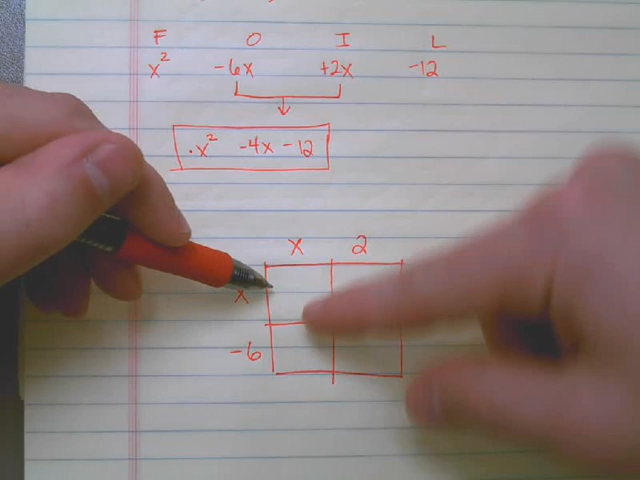 F O I L
x² -6x +2x -12
x² -4x -12
x 2
x
-6